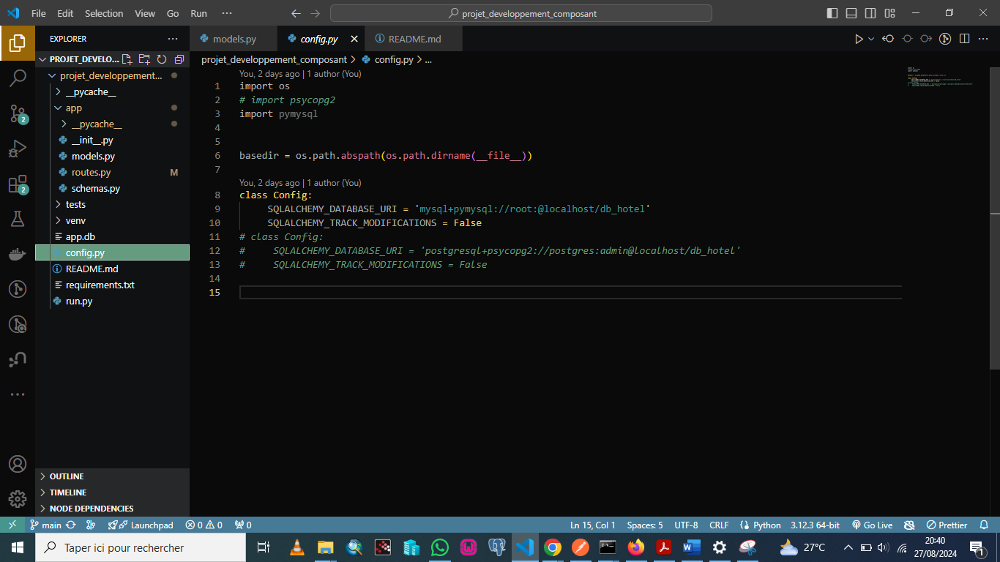 File Edit Selection View Go Run ··· projet_developpement_composant
EXPLORER ···
PROJET_DEVELO...
projet_developpement...
__pycache__
app
__pycache__
__init__.py
models.py
routes.py M
schemas.py
tests
venv
app.db
config.py
README.md
requirements.txt
run.py
OUTLINE
TIMELINE
NODE DEPENDENCIES
2
2
models.py config.py README.md
projet_developpement_composant > config.py > ...
You, 2 days ago | 1 author (You)
1 import os
2 # import psycopg2
3 import pymysql
4
5
6 basedir = os.path.abspath(os.path.dirname(__file__))
7
You, 2 days ago | 1 author (You)
8 class Config:
9 SQLALCHEMY_DATABASE_URI = 'mysql+pymysql://root:@localhost/db_hotel'
10 SQLALCHEMY_TRACK_MODIFICATIONS = False
11 # class Config:
12 #     SQLALCHEMY_DATABASE_URI = 'postgresql+psycopg2://postgres:admin@localhost/db_hotel'
13 #     SQLALCHEMY_TRACK_MODIFICATIONS = False
14
15
main Launchpad 0 0 0 Ln 15, Col 1 Spaces: 5 UTF-8 CRLF Python 3.12.3 64-bit Go Live Prettier
Taper ici pour rechercher 27°C 20:40
27/08/2024 1